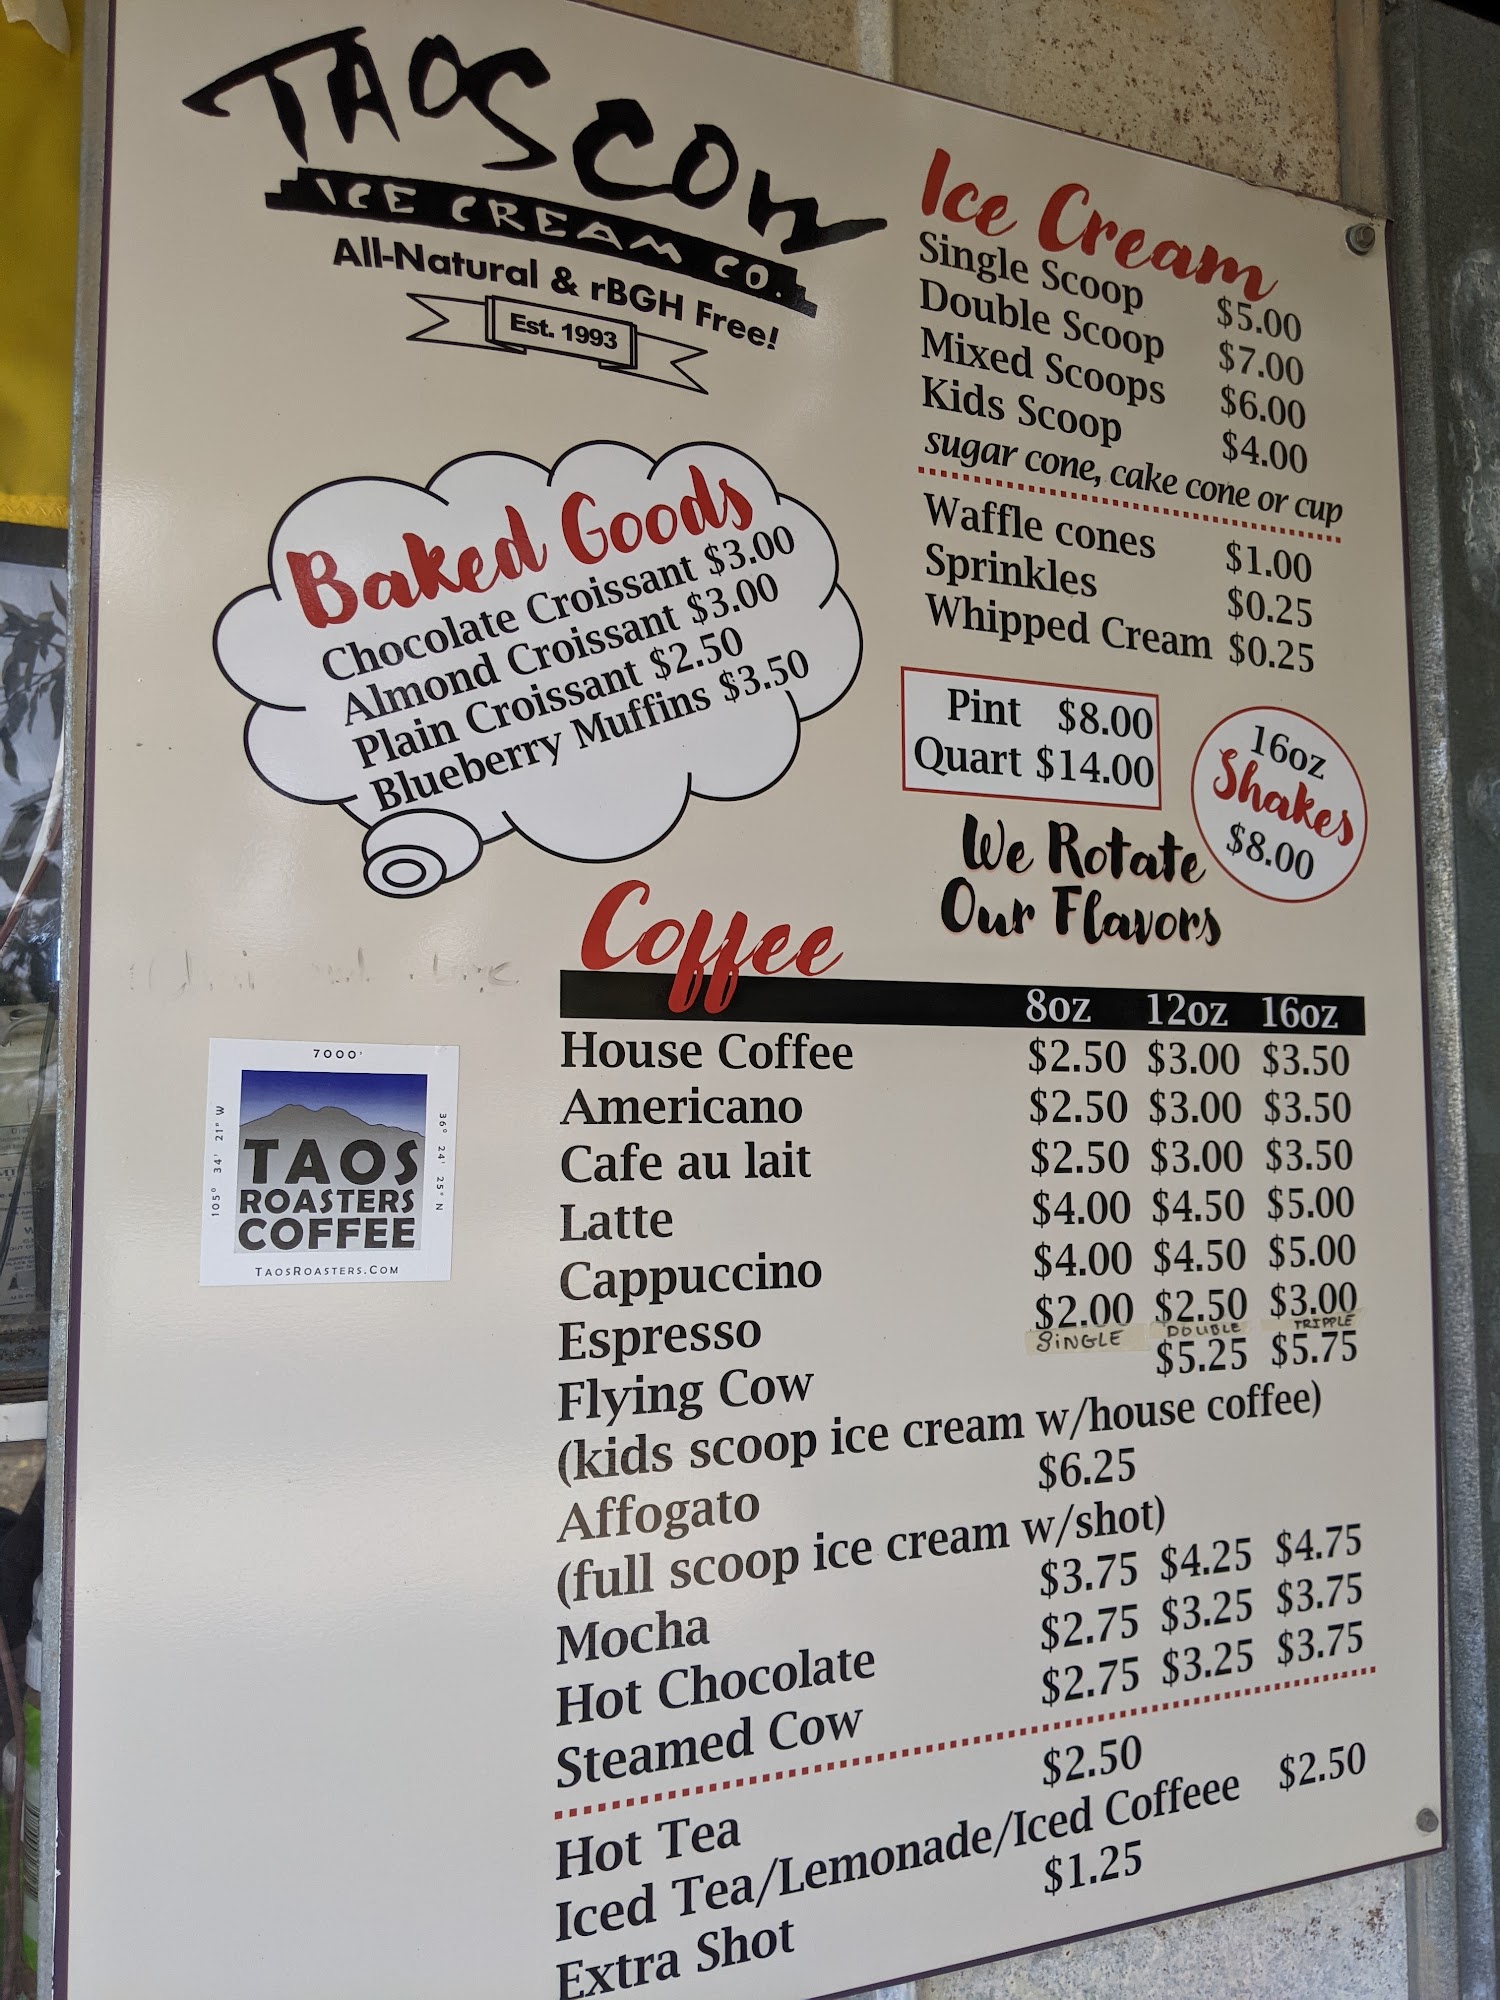 TAOS COW
ICE CREAM CO.
All-Natural & rBGH Free!
Est. 1993
Ice Cream
Single Scoop $5.00
Double Scoop $7.00
Mixed Scoops $6.00
Kids Scoop $4.00
sugar cone, cake cone or cup
Waffle cones $1.00
Sprinkles $0.25
Whipped Cream $0.25
Pint $8.00
Quart $14.00
16oz
Shakes
$8.00
We Rotate
Our Flavors
Baked Goods
Chocolate Croissant $3.00
Almond Croissant $3.00
Plain Croissant $2.50
Blueberry Muffins $3.50
Coffee
8oz 12oz 16oz
House Coffee $2.50 $3.00 $3.50
Americano $2.50 $3.00 $3.50
Cafe au lait $2.50 $3.00 $3.50
Latte $4.00 $4.50 $5.00
Cappuccino $4.00 $4.50 $5.00
Espresso $2.00 $2.50 $3.00
SINGLE DOUBLE TRIPPLE
Flying Cow $5.25 $5.75
(kids scoop ice cream w/house coffee)
Affogato $6.25
(full scoop ice cream w/shot)
Mocha $3.75 $4.25 $4.75
Hot Chocolate $2.75 $3.25 $3.75
Steamed Cow $2.75 $3.25 $3.75
Hot Tea $2.50
Iced Tea/Lemonade/Iced Coffeee $2.50
Extra Shot $1.25
7000'
105° 34' 21" W
36° 24' 25" N
TAOS
ROASTERS
COFFEE
TAOSROASTERS.COM